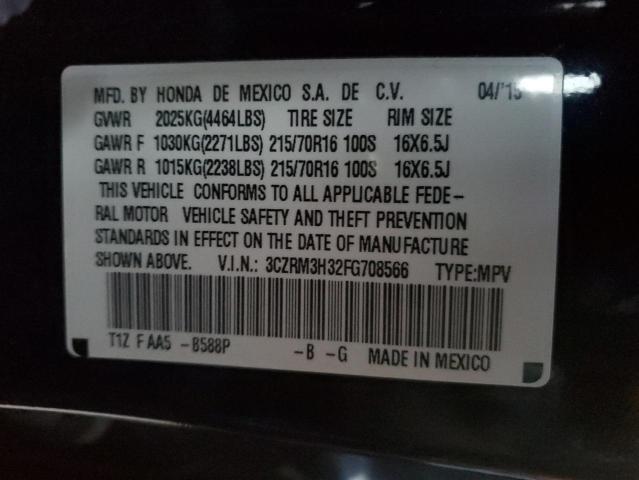 MFD. BY HONDA DE MEXICO S.A. DE C.V. 04/'15
GVWR 2025KG(4464LBS) TIRE SIZE RIM SIZE
GAWR F 1030KG(2271LBS) 215/70R16 100S 16X6.5J
GAWR R 1015KG(2238LBS) 215/70R16 100S 16X6.5J
THIS VEHICLE CONFORMS TO ALL APPLICABLE FEDE-
RAL MOTOR VEHICLE SAFETY AND THEFT PREVENTION
STANDARDS IN EFFECT ON THE DATE OF MANUFACTURE
SHOWN ABOVE. V.I.N.: 3CZRM3H32FG708566 TYPE:MPV
T1Z F AA5 -B588P -B -G MADE IN MEXICO